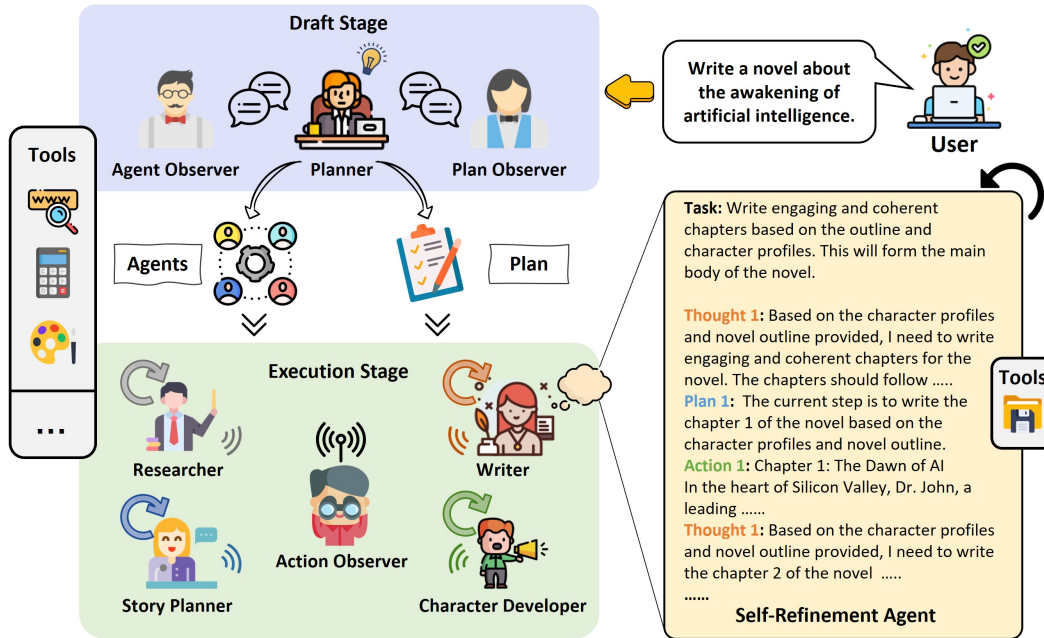 Draft Stage
Agent Observer
Planner
Plan Observer
Write a novel about
the awakening of
artificial intelligence.
User
Tools
WWW
...
Agents
Plan
Execution Stage
Researcher
Writer
Action Observer
Story Planner
Character Developer
Task: Write engaging and coherent
chapters based on the outline and
character profiles. This will form the main
body of the novel.
Thought 1: Based on the character profiles
and novel outline provided, I need to write
engaging and coherent chapters for the
novel. The chapters should follow .....
Plan 1: The current step is to write the
chapter 1 of the novel based on the
character profiles and novel outline.
Action 1: Chapter 1: The Dawn of AI
In the heart of Silicon Valley, Dr. John, a
leading ......
Thought 1: Based on the character profiles
and novel outline provided, I need to write
the chapter 2 of the novel .....
......
Self-Refinement Agent
Tools